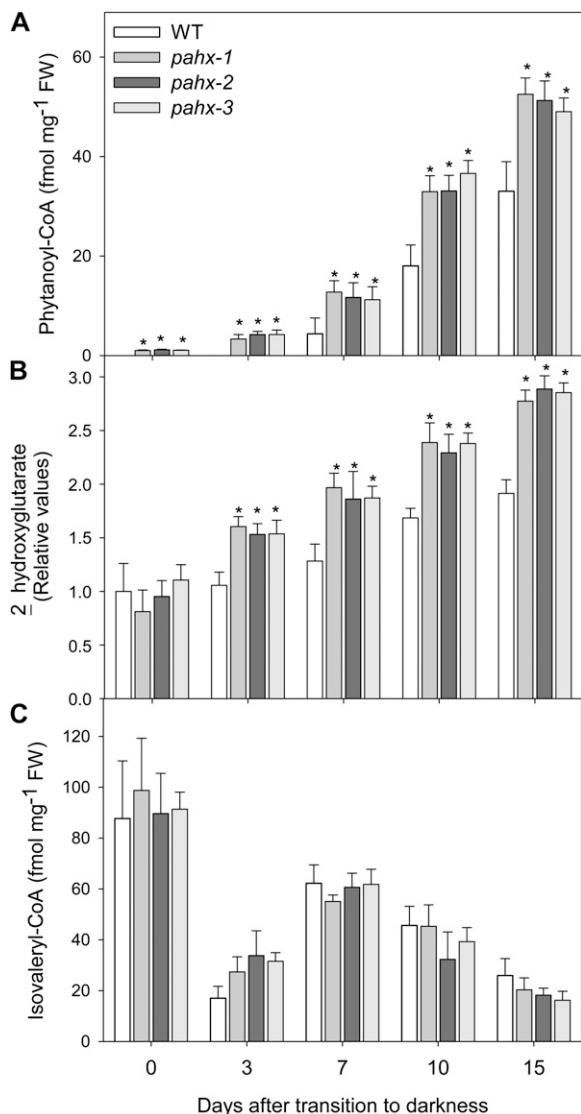 A
WT
pahx-1
pahx-2
pahx-3
Phytanoyl-CoA (fmol mg-1 FW)
60
40
20
0
* * *
* * *
* * *
* * *
* * *
B
2 hydroxyglutarate
(Relative values)
3.0
2.5
2.0
1.5
1.0
0.5
0.0
* * *
* * *
* * *
* * *
C
Isovaleryl-CoA (fmol mg-1 FW)
120
100
80
60
40
20
0
0 3 7 10 15
Days after transition to darkness